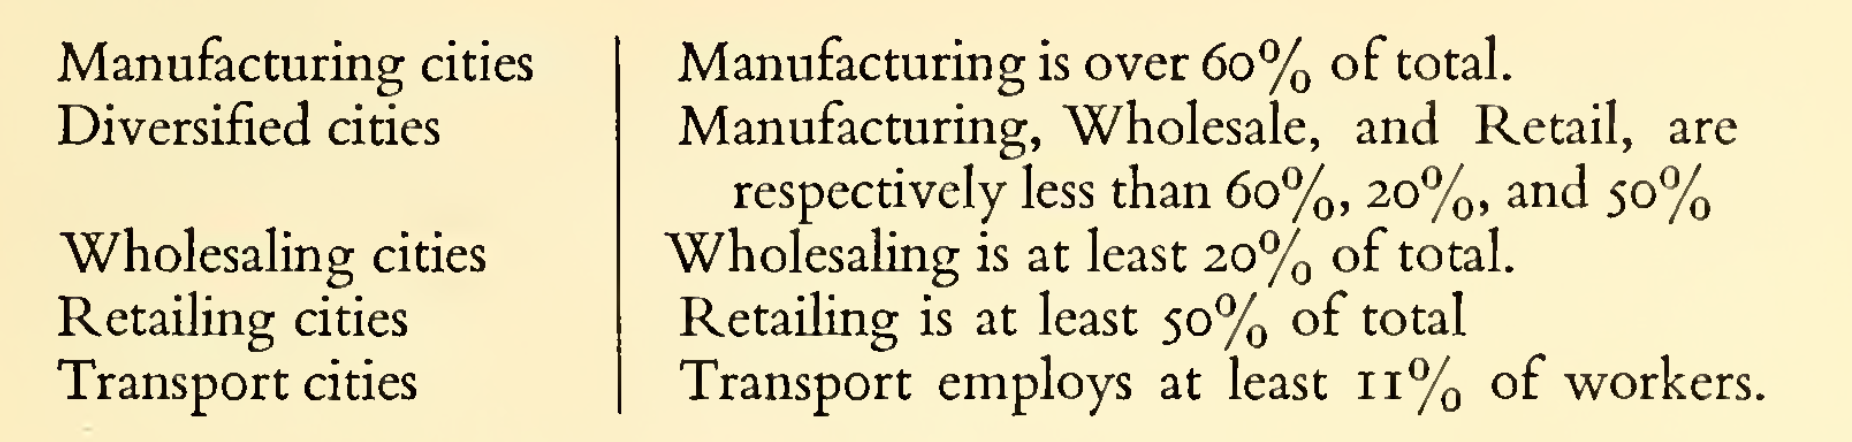 Manufacturing cities Manufacturing is over 60% of total.
Diversified cities Manufacturing, Wholesale, and Retail, are
respectively less than 60%, 20%, and 50%
Wholesaling cities Wholesaling is at least 20% of total.
Retailing cities Retailing is at least 50% of total
Transport cities Transport employs at least 11% of workers.